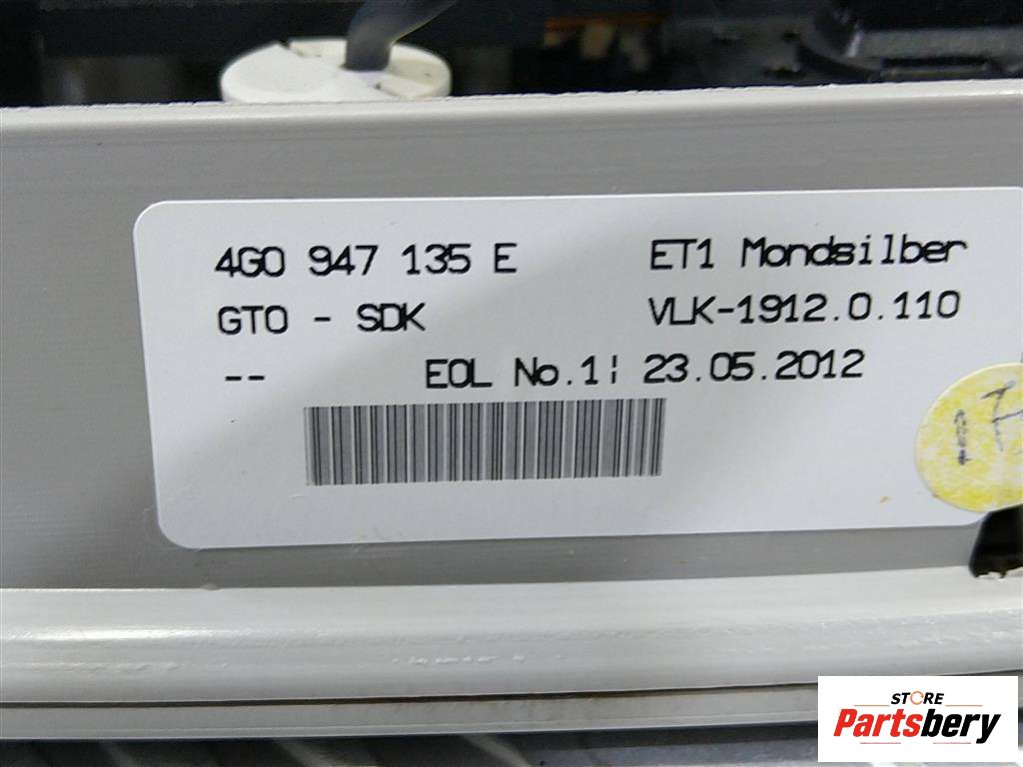 4G0 947 135 E ET1 Mondsilber
GTO - SDK VLK-1912.0.110
-- EOL No.1¦ 23.05.2012
STORE
Partsbery